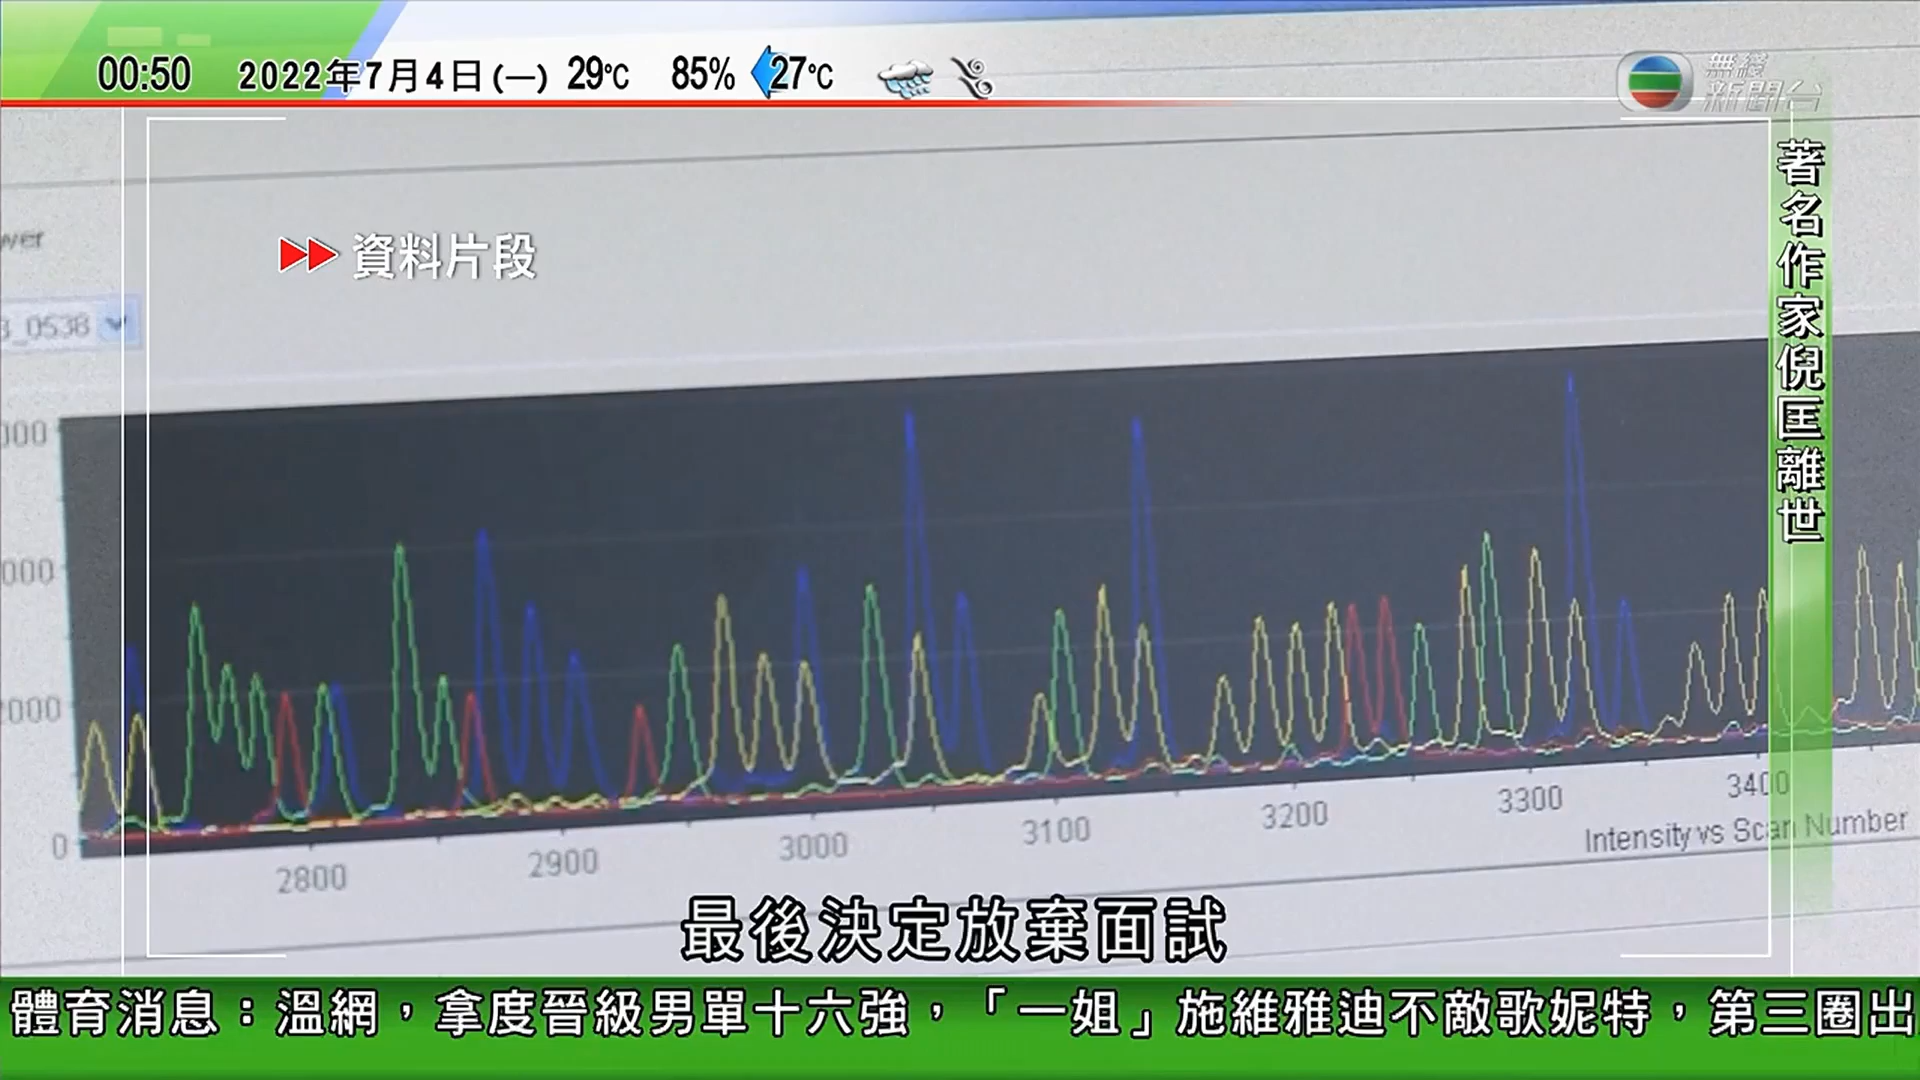 00:50 2022年7月4日(一) 29℃ 85% 27℃
無綫
新聞台
著名作家倪匡離世
資料片段
_0538
2000
0
2800 2900 3000 3100 3200 3300 3400
Intensity vs Scan Number
最後決定放棄面試
體育消息：溫網，拿度晉級男單十六強，「一姐」施維雅迪不敵歌妮特，第三圈出